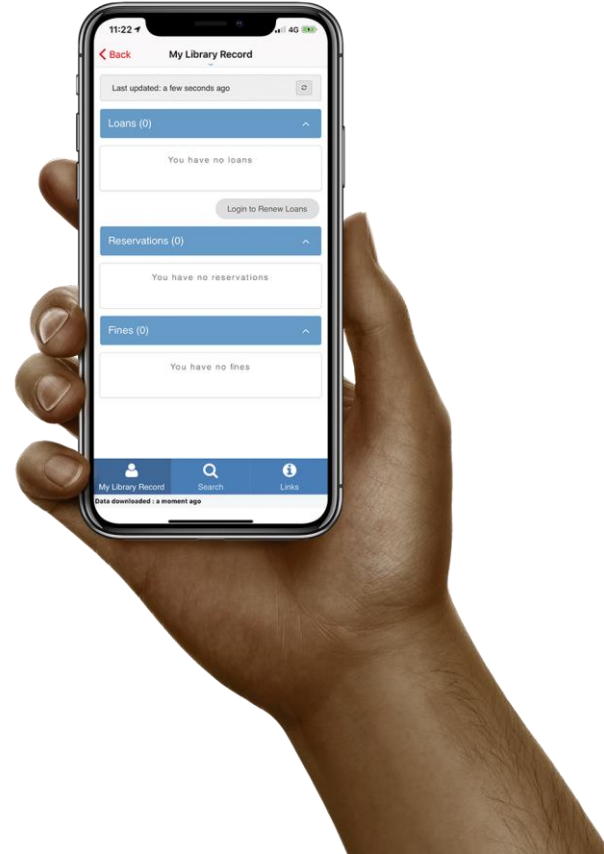 11:22
4G
Back
My Library Record
Last updated: a few seconds ago
Loans (0)
You have no loans
Login to Renew Loans
Reservations (0)
You have no reservations
Fines (0)
You have no fines
My Library Record
Search
Links
Data downloaded : a moment ago